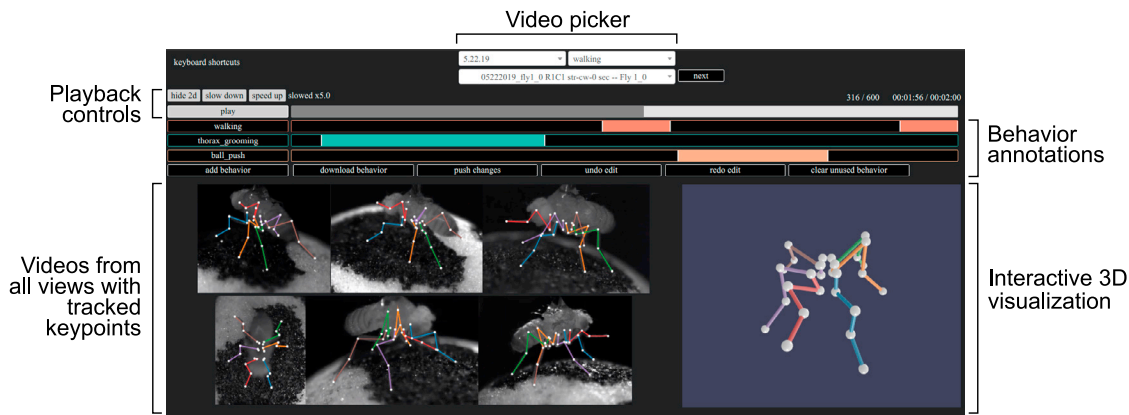 Video picker
keyboard shortcuts
5.22.19
walking
05222019_fly1_0 R1C1 str-cw-0 sec -- Fly 1_0
next
Playback
controls
hide 2d
slow down
speed up
slowed x5.0
316 / 600
00:01:56 / 00:02:00
play
walking
thorax_grooming
ball_push
add behavior
download behavior
push changes
undo edit
redo edit
clear unused behavior
Behavior
annotations
Videos from
all views with
tracked
keypoints
Interactive 3D
visualization